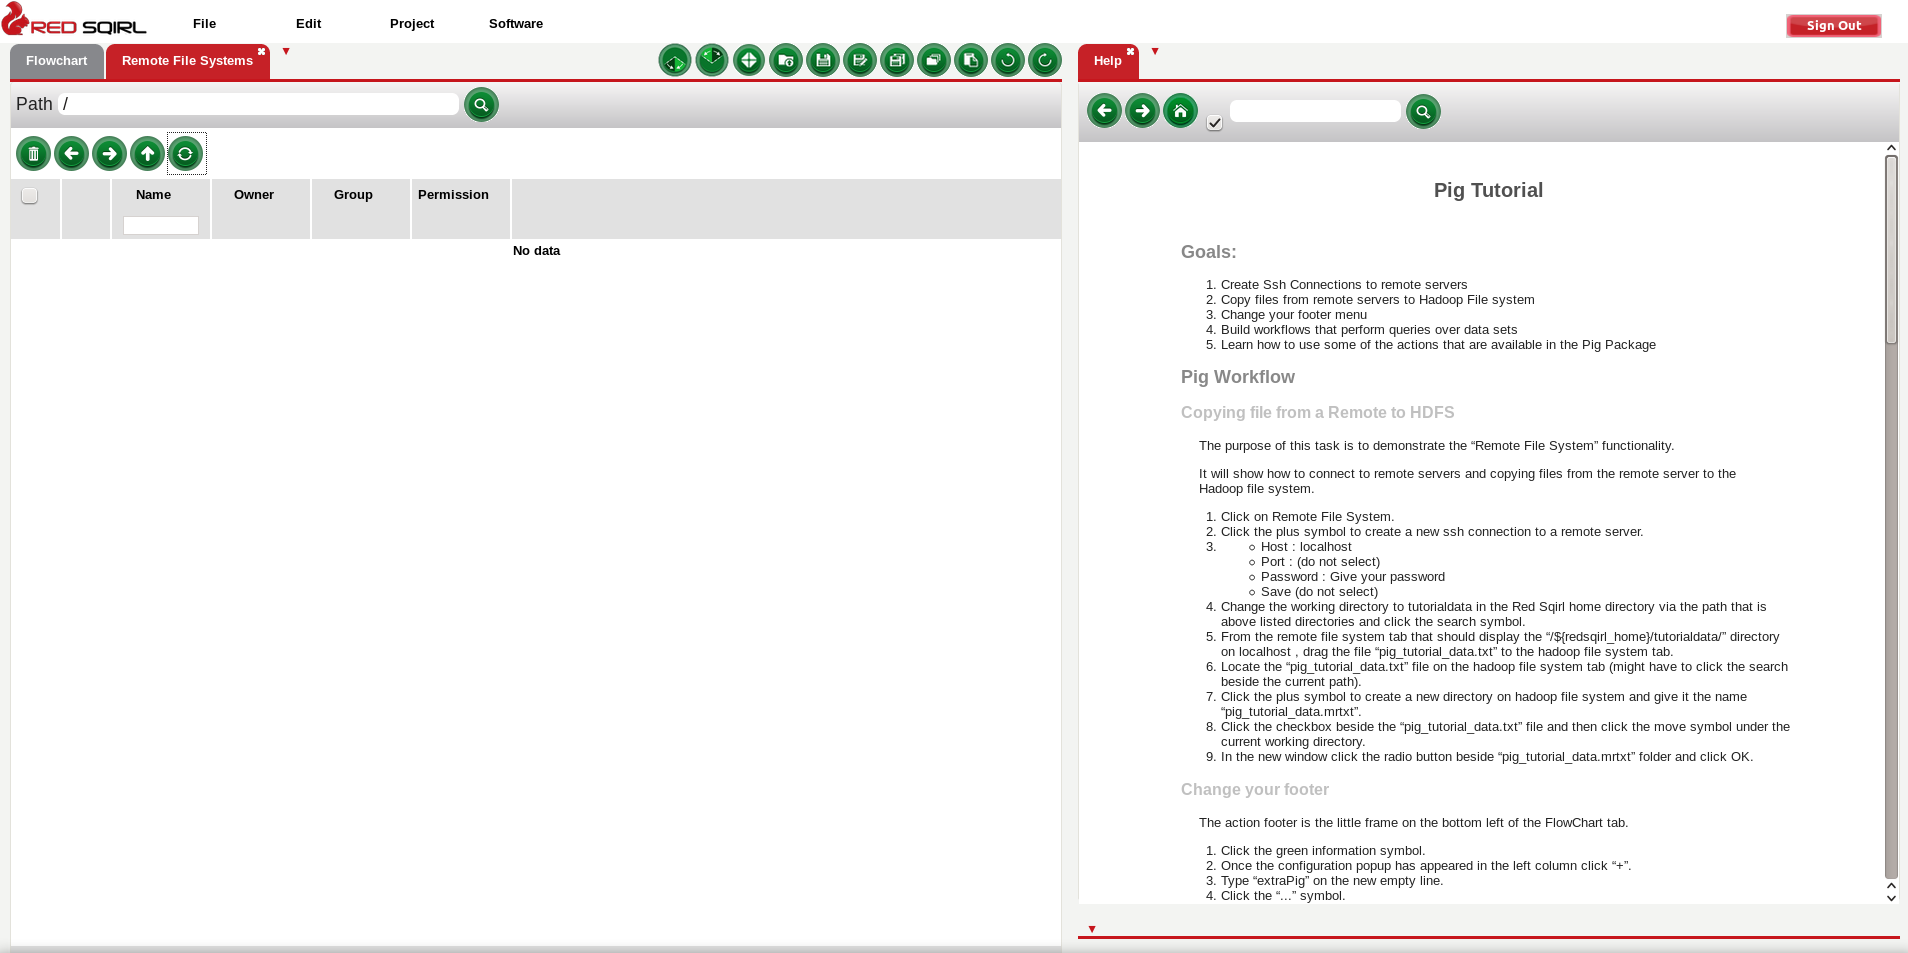 RED SQIRL
File Edit Project Software
Sign Out
Flowchart Remote File Systems
Path /
Name Owner Group Permission
No data
Help
Pig Tutorial
Goals:
1. Create Ssh Connections to remote servers
2. Copy files from remote servers to Hadoop File system
3. Change your footer menu
4. Build workflows that perform queries over data sets
5. Learn how to use some of the actions that are available in the Pig Package
Pig Workflow
Copying file from a Remote to HDFS
The purpose of this task is to demonstrate the “Remote File System” functionality.
It will show how to connect to remote servers and copying files from the remote server to the
Hadoop file system.
1. Click on Remote File System.
2. Click the plus symbol to create a new ssh connection to a remote server.
3. ◦ Host : localhost
◦ Port : (do not select)
◦ Password : Give your password
◦ Save (do not select)
4. Change the working directory to tutorialdata in the Red Sqirl home directory via the path that is
above listed directories and click the search symbol.
5. From the remote file system tab that should display the “/${redsqirl_home}/tutorialdata/” directory
on localhost , drag the file “pig_tutorial_data.txt” to the hadoop file system tab.
6. Locate the “pig_tutorial_data.txt” file on the hadoop file system tab (might have to click the search
beside the current path).
7. Click the plus symbol to create a new directory on hadoop file system and give it the name
“pig_tutorial_data.mrtxt”.
8. Click the checkbox beside the “pig_tutorial_data.txt” file and then click the move symbol under the
current working directory.
9. In the new window click the radio button beside “pig_tutorial_data.mrtxt” folder and click OK.
Change your footer
The action footer is the little frame on the bottom left of the FlowChart tab.
1. Click the green information symbol.
2. Once the configuration popup has appeared in the left column click “+”.
3. Type “extraPig” on the new empty line.
4. Click the “...” symbol.